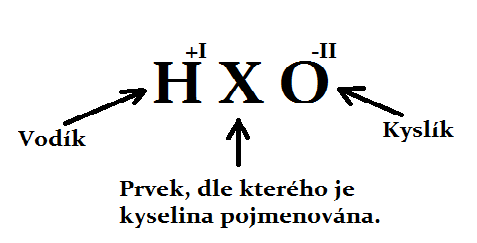 +I -II
H X O
Vodík
Kyslík
Prvek, dle kterého je
kyselina pojmenována.